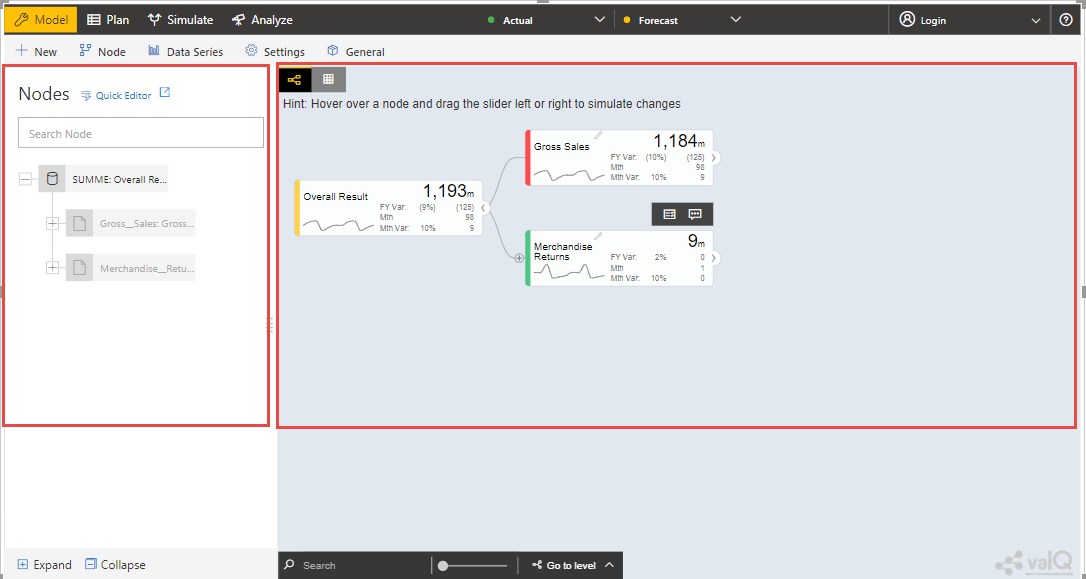 Model Plan Simulate Analyze Actual Forecast Login
New Node Data Series Settings General
Nodes Quick Editor
Search Node
SUMME: Overall Re...
Gross__Sales: Gross...
Merchandise__Retu...
Hint: Hover over a node and drag the slider left or right to simulate changes
Overall Result 1,193m
FY Var: (9%) (125)
Mth 98
Mth Var: 10% 9
Gross Sales 1,184m
FY Var: (10%) (125)
Mth 98
Mth Var: 10% 9
Merchandise Returns 9m
FY Var: 2% 0
Mth 1
Mth Var: 10% 0
Expand Collapse
Search Go to level
valQ